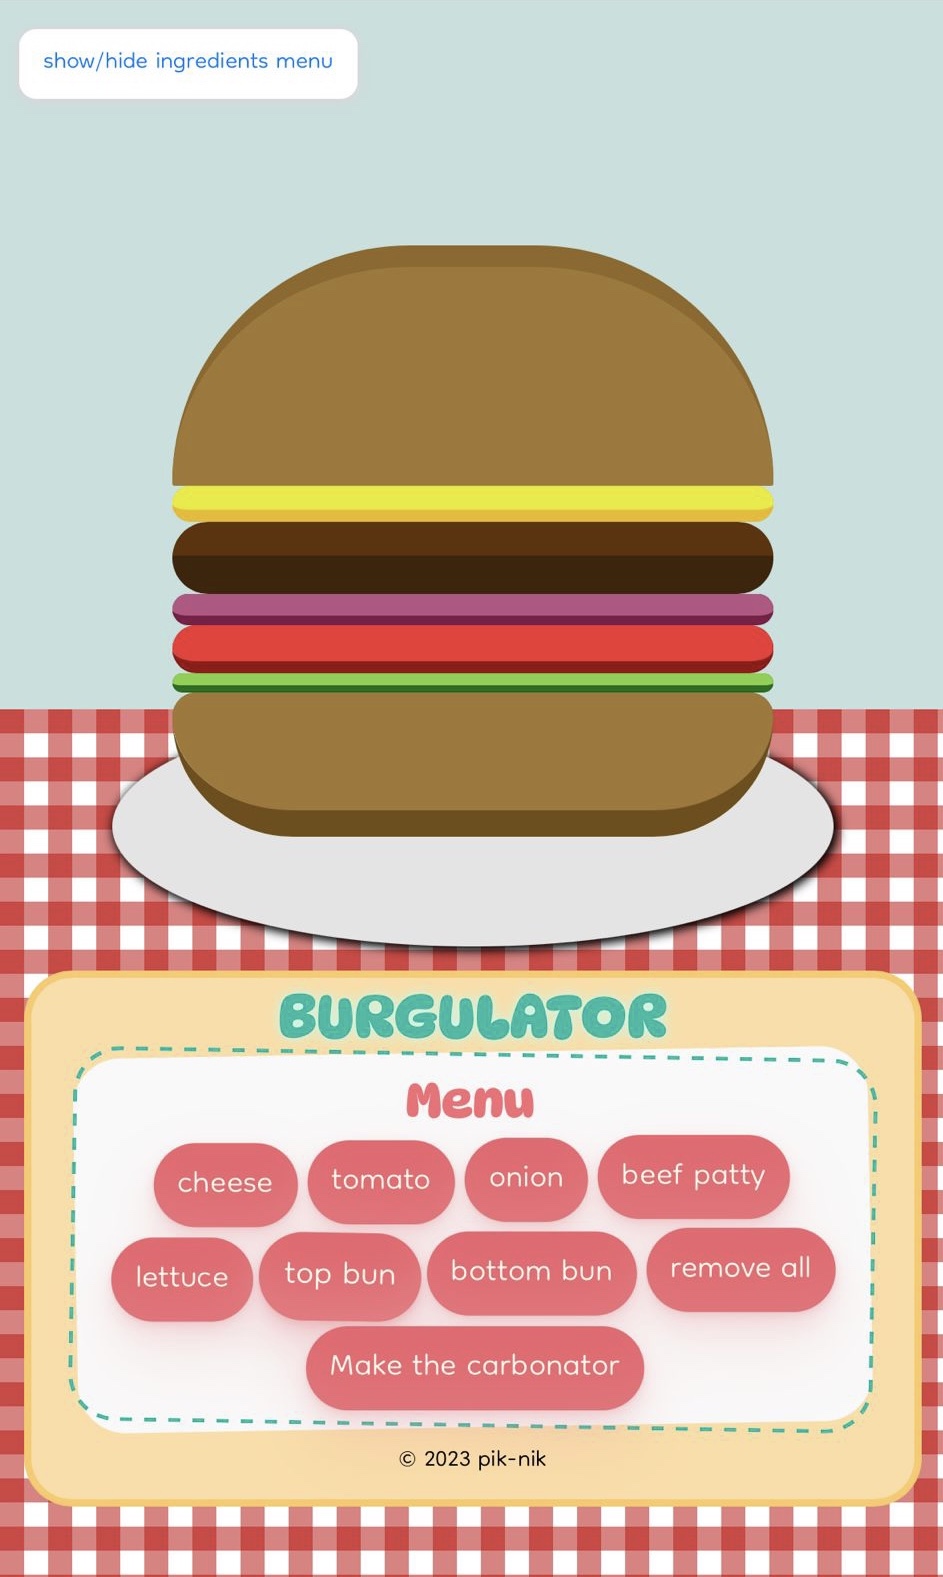 show/hide ingredients menu
BURGULATOR
Menu
cheese tomato onion beef patty
lettuce top bun bottom bun remove all
Make the carbonator
© 2023 pik-nik